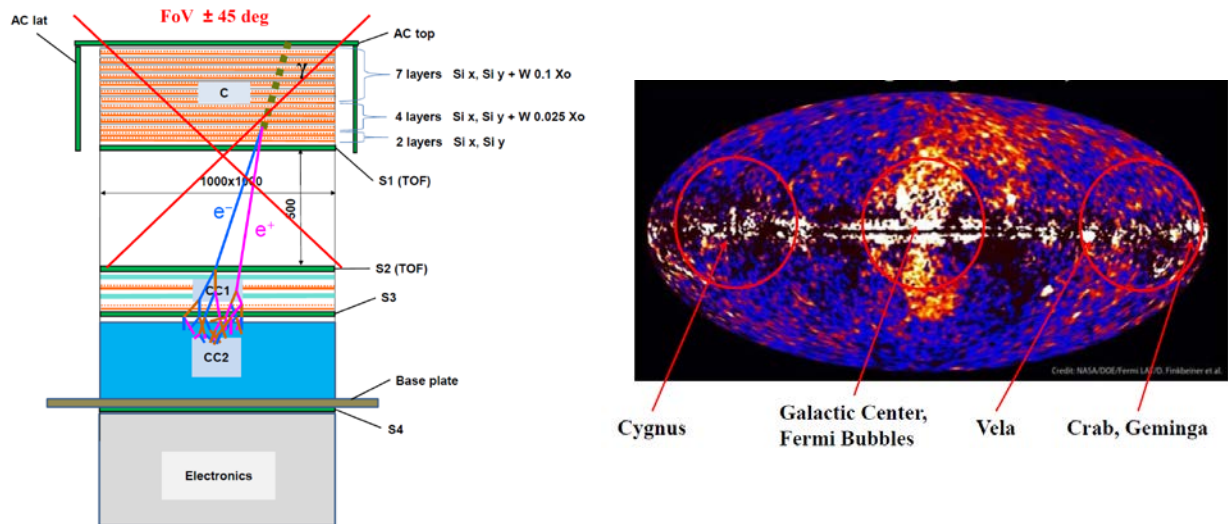 FoV ± 45 deg
AC lat
AC top
γ
7 layers Si x, Si y + W 0.1 Xo
C
4 layers Si x, Si y + W 0.025 Xo
2 layers Si x, Si y
S1 (TOF)
1000x1000
e⁻
e⁺
S2 (TOF)
CC1
S3
CC2
Base plate
S4
Electronics
Credit: NASA/DOE/Fermi LAT/D. Finkbeiner et al.
Cygnus
Galactic Center,
Fermi Bubbles
Vela
Crab, Geminga